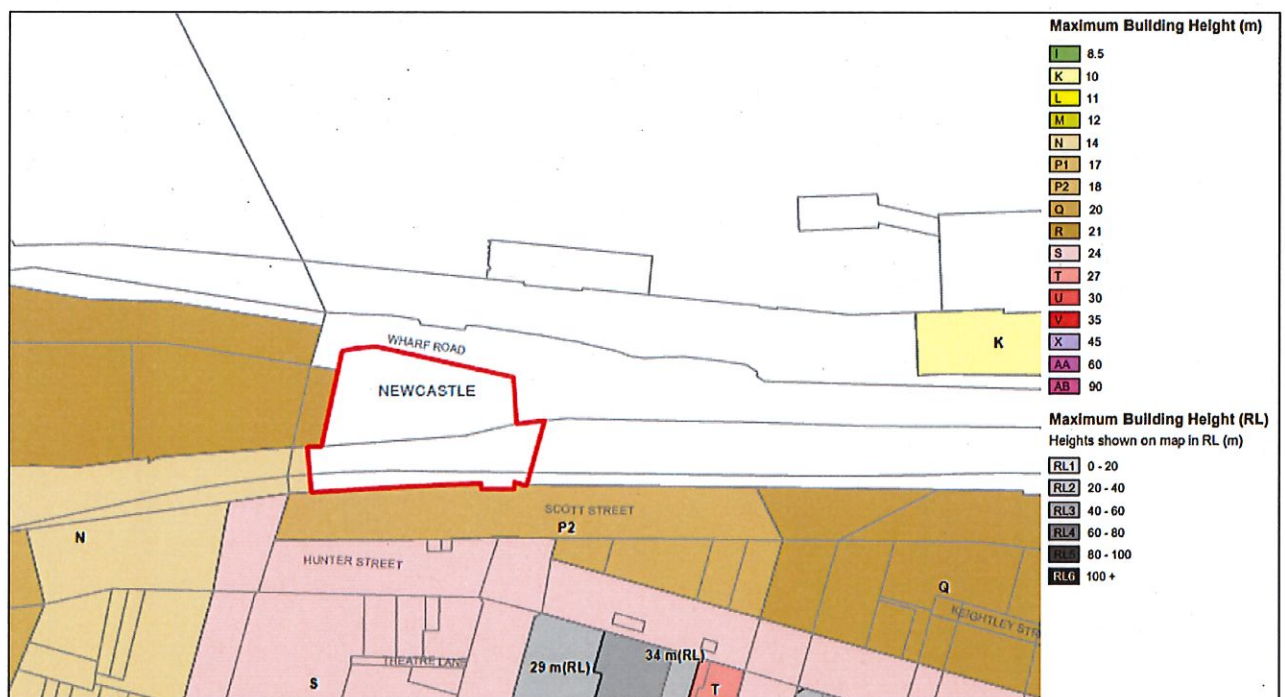 Maximum Building Height (m)
I 8.5
K 10
L 11
M 12
N 14
P1 17
P2 18
Q 20
R 21
S 24
T 27
U 30
V 35
X 45
AA 60
AB 90
Maximum Building Height (RL)
Heights shown on map in RL (m)
RL1 0 - 20
RL2 20 - 40
RL3 40 - 60
RL4 60 - 80
RL5 80 - 100
RL6 100 +
WHARF ROAD
K
NEWCASTLE
SCOTT STREET
P2
N
HUNTER STREET
Q
KEIGHTLEY STR
THEATRE LANE
29 m(RL)
34 m(RL)
S
T